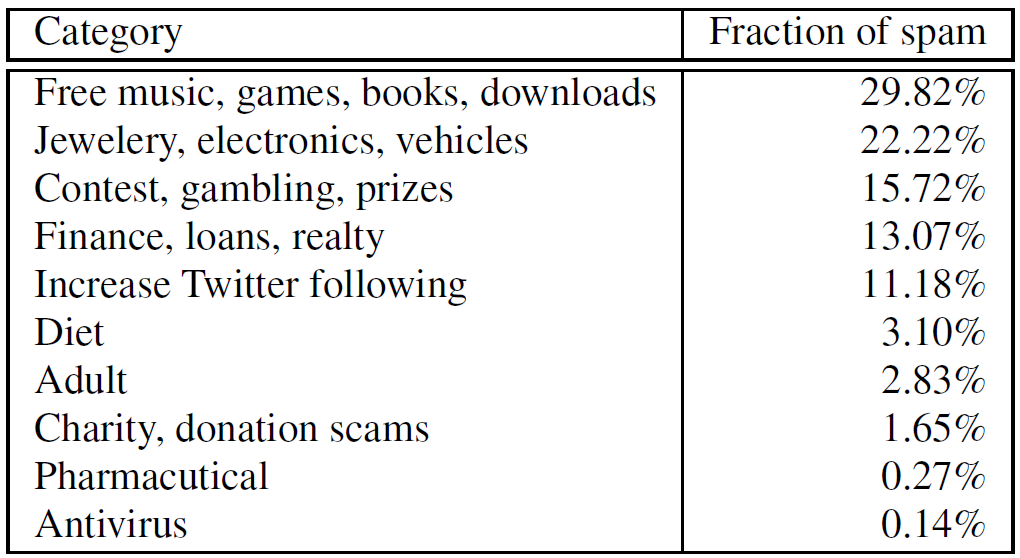 Category Fraction of spam
Free music, games, books, downloads 29.82%
Jewelery, electronics, vehicles 22.22%
Contest, gambling, prizes 15.72%
Finance, loans, realty 13.07%
Increase Twitter following 11.18%
Diet 3.10%
Adult 2.83%
Charity, donation scams 1.65%
Pharmacutical 0.27%
Antivirus 0.14%